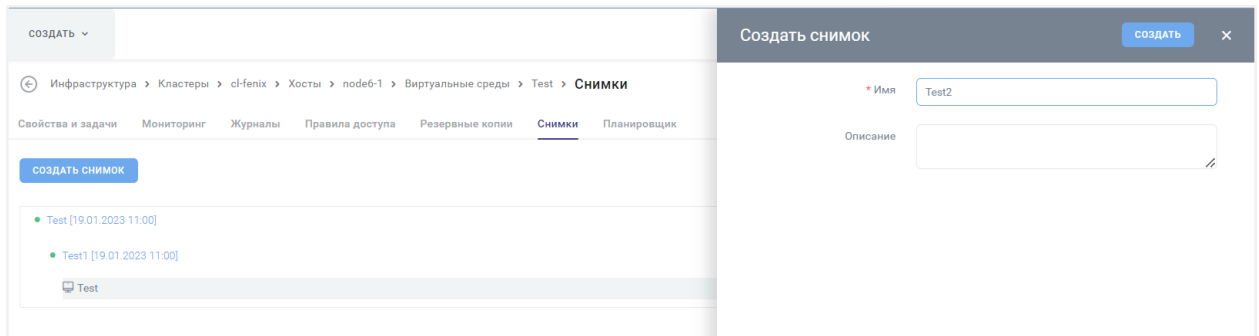 СОЗДАТЬ
Инфраструктура > Кластеры > cl-fenix > Хосты > node6-1 > Виртуальные среды > Test > Снимки
Свойства и задачи Мониторинг Журналы Правила доступа Резервные копии Снимки Планировщик
СОЗДАТЬ СНИМОК
Test [19.01.2023 11:00]
Test1 [19.01.2023 11:00]
Test
Создать снимок СОЗДАТЬ ×
* Имя Test2
Описание